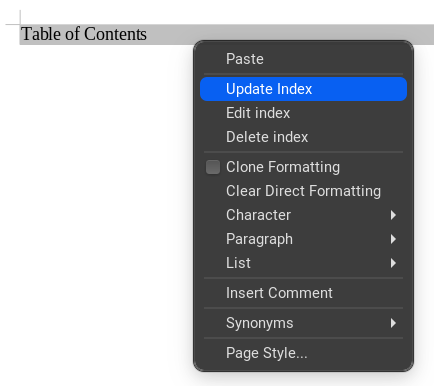 Table of Contents
Paste
Update Index
Edit index
Delete index
Clone Formatting
Clear Direct Formatting
Character
Paragraph
List
Insert Comment
Synonyms
Page Style...